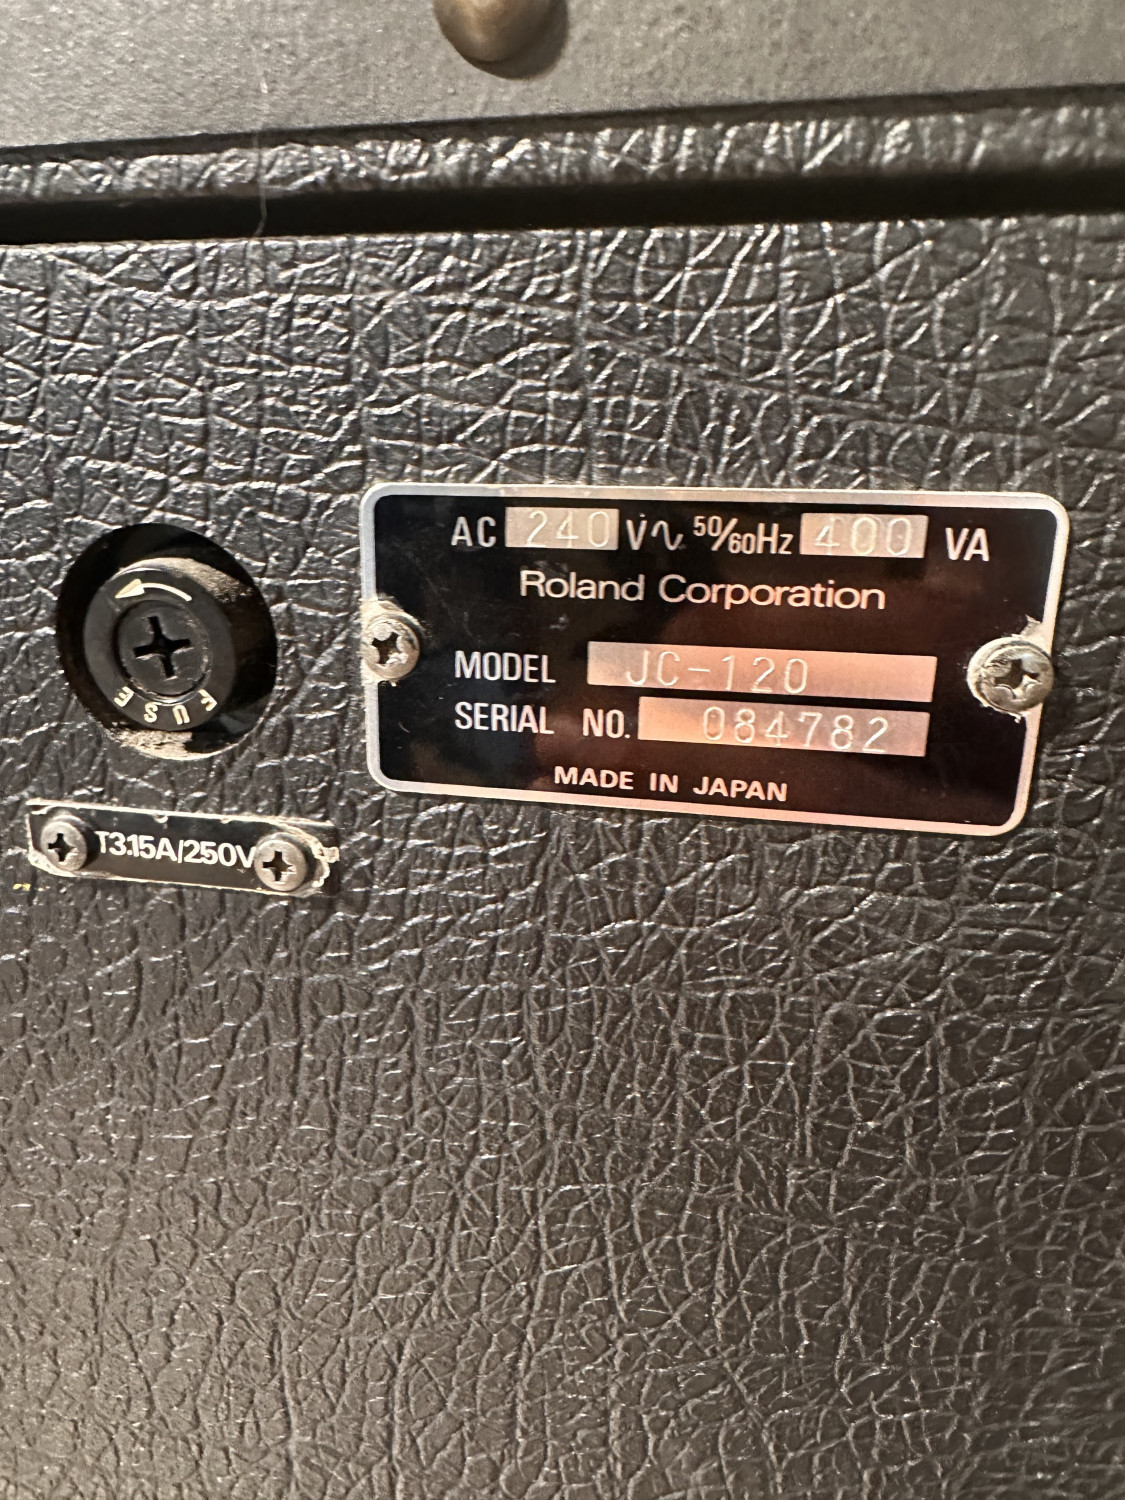 AC 240 V∿ 50/60Hz 400 VA
Roland Corporation
MODEL JC-120
SERIAL NO. 084782
MADE IN JAPAN
FUSE
T3.15A/250V